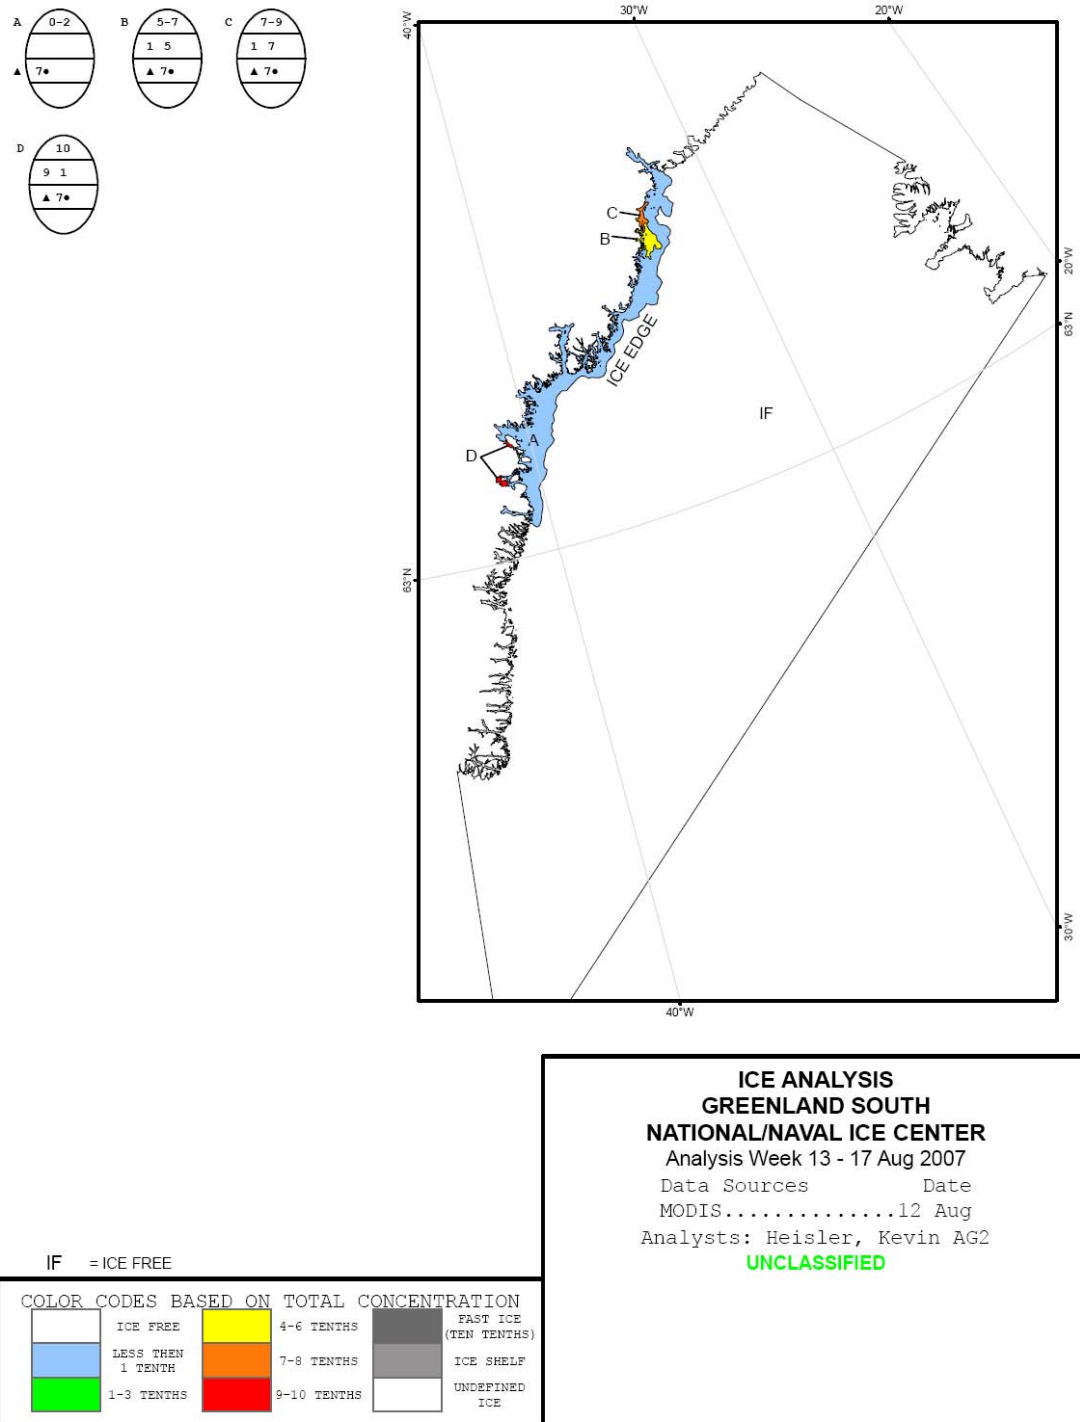 A 0-2
▲ 7●
B 5-7
1 5
▲ 7●
C 7-9
1 7
▲ 7●
D 10
9 1
▲ 7●
40°W
30°W
20°W
C
B
20°W
63°N
ICE EDGE
IF
A
D
63°N
30°W
40°W
ICE ANALYSIS
GREENLAND SOUTH
NATIONAL/NAVAL ICE CENTER
Analysis Week 13 - 17 Aug 2007
Data Sources Date
MODIS..............12 Aug
Analysts: Heisler, Kevin AG2
UNCLASSIFIED
IF = ICE FREE
COLOR CODES BASED ON TOTAL CONCENTRATION
ICE FREE
LESS THEN
1 TENTH
1-3 TENTHS
4-6 TENTHS
7-8 TENTHS
9-10 TENTHS
FAST ICE
(TEN TENTHS)
ICE SHELF
UNDEFINED
ICE